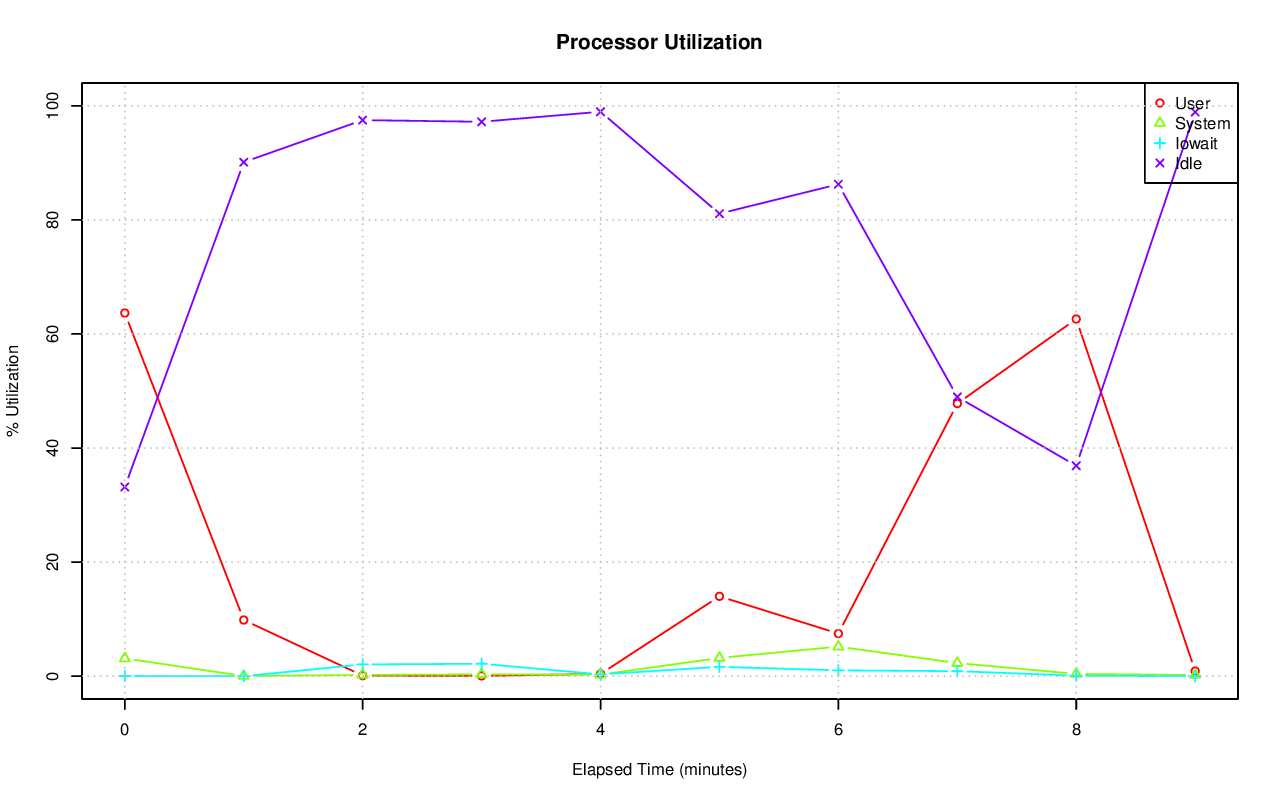 Processor Utilization
100
80
60
40
20
0
% Utilization
User
System
Iowait
Idle
0 2 4 6 8
Elapsed Time (minutes)